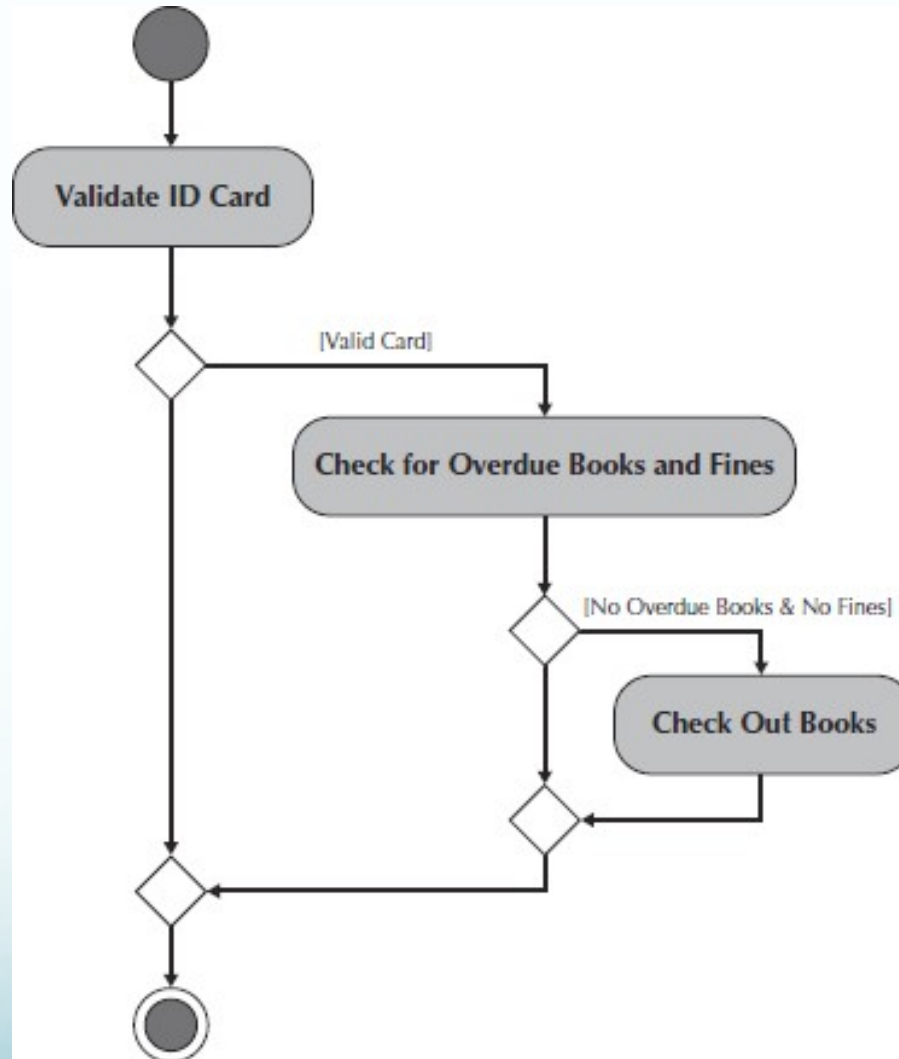 Validate ID Card
[Valid Card]
Check for Overdue Books and Fines
[No Overdue Books & No Fines]
Check Out Books